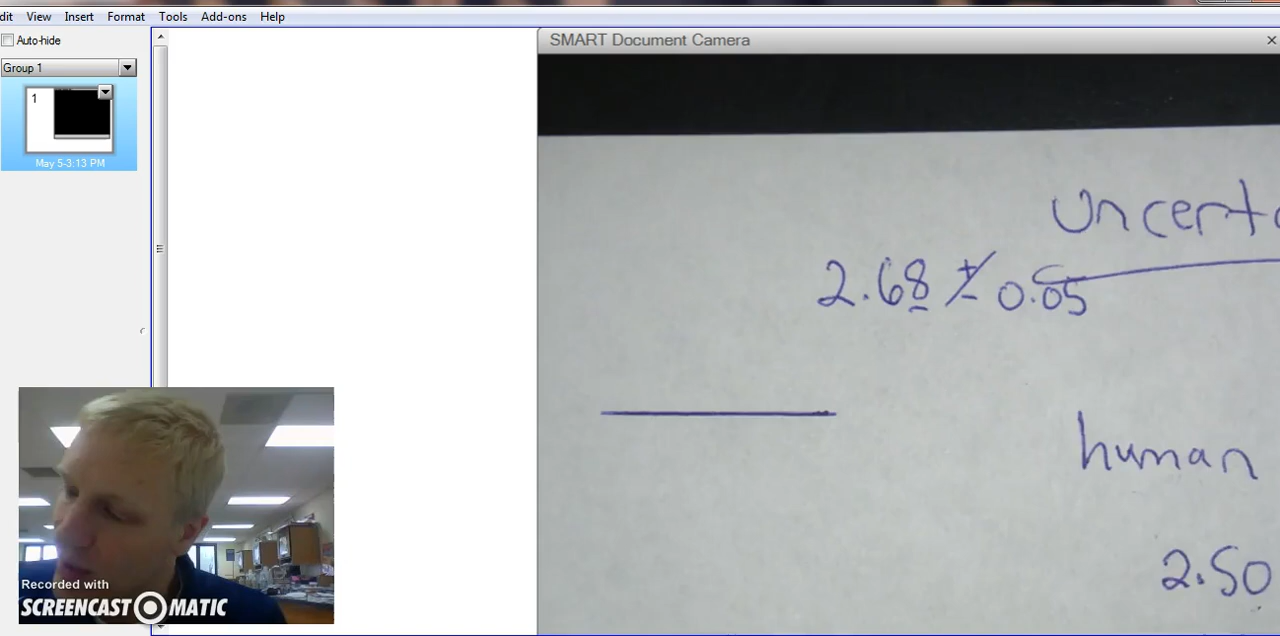 dit View Insert Format Tools Add-ons Help
Auto-hide
Group 1
1
May 5-3:13 PM
SMART Document Camera
Uncerta
2.68 ± 0.05
human
2.50
Recorded with
SCREENCAST MATIC